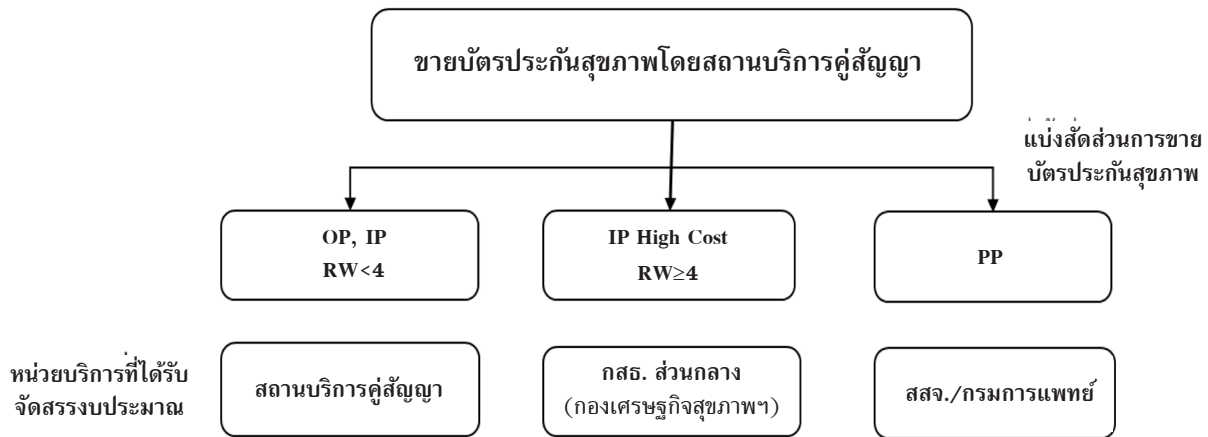 ขายบัตรประกันสุขภาพโดยสถานบริการคู่สัญญา
แบ่งสัดส่วนการขาย
บัตรประกันสุขภาพ
OP, IP
RW<4
IP High Cost
RW≥4
PP
หน่วยบริการที่ได้รับ
จัดสรรงบประมาณ
สถานบริการคู่สัญญา
กสธ. ส่วนกลาง
(กองเศรษฐกิจสุขภาพฯ)
สสจ./กรมการแพทย์